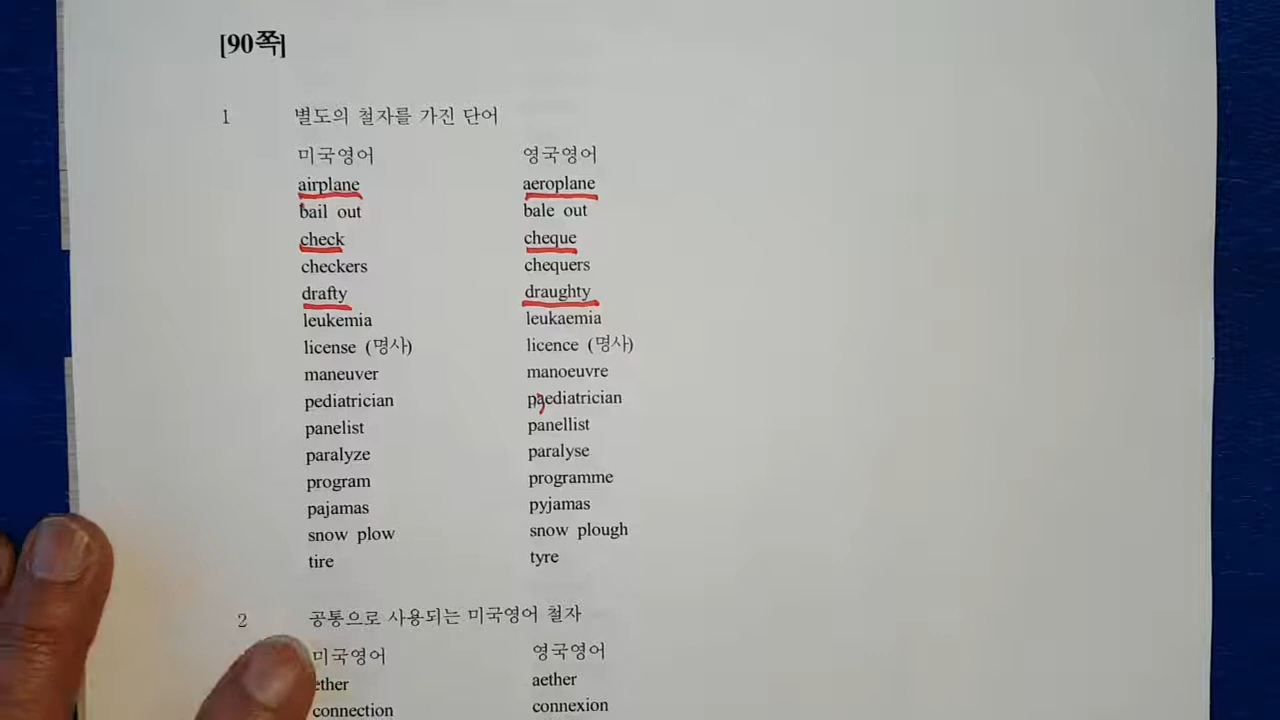 [90쪽]
1 별도의 철자를 가진 단어
미국영어 영국영어
airplane aeroplane
bail out bale out
check cheque
checkers chequers
drafty draughty
leukemia leukaemia
license (명사) licence (명사)
maneuver manoeuvre
pediatrician paediatrician
panelist panellist
paralyze paralyse
program programme
pajamas pyjamas
snow plow snow plough
tire tyre
2 공통으로 사용되는 미국영어 철자
미국영어 영국영어
ether aether
connection connexion